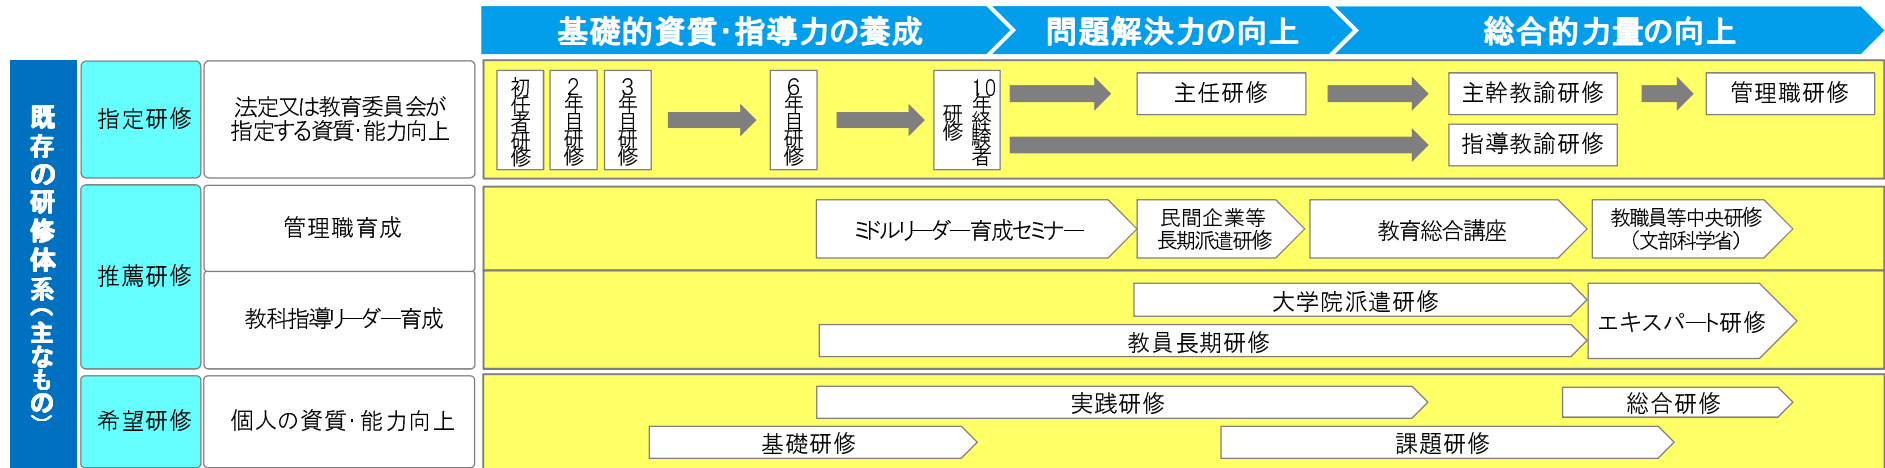 基礎的資質・指導力の養成
問題解決力の向上
総合的力量の向上
既存の研修体系（主なもの）
指定研修
法定又は教育委員会が
指定する資質・能力向上
初任者研修
2年目研修
3年目研修
6年目研修
10年経験者
研修
主任研修
主幹教諭研修
管理職研修
指導教諭研修
推薦研修
管理職育成
ミドルリーダー育成セミナー
民間企業等
長期派遣研修
教育総合講座
教職員等中央研修
（文部科学省）
教科指導リーダー育成
大学院派遣研修
教員長期研修
エキスパート研修
希望研修
個人の資質・能力向上
実践研修
総合研修
基礎研修
課題研修